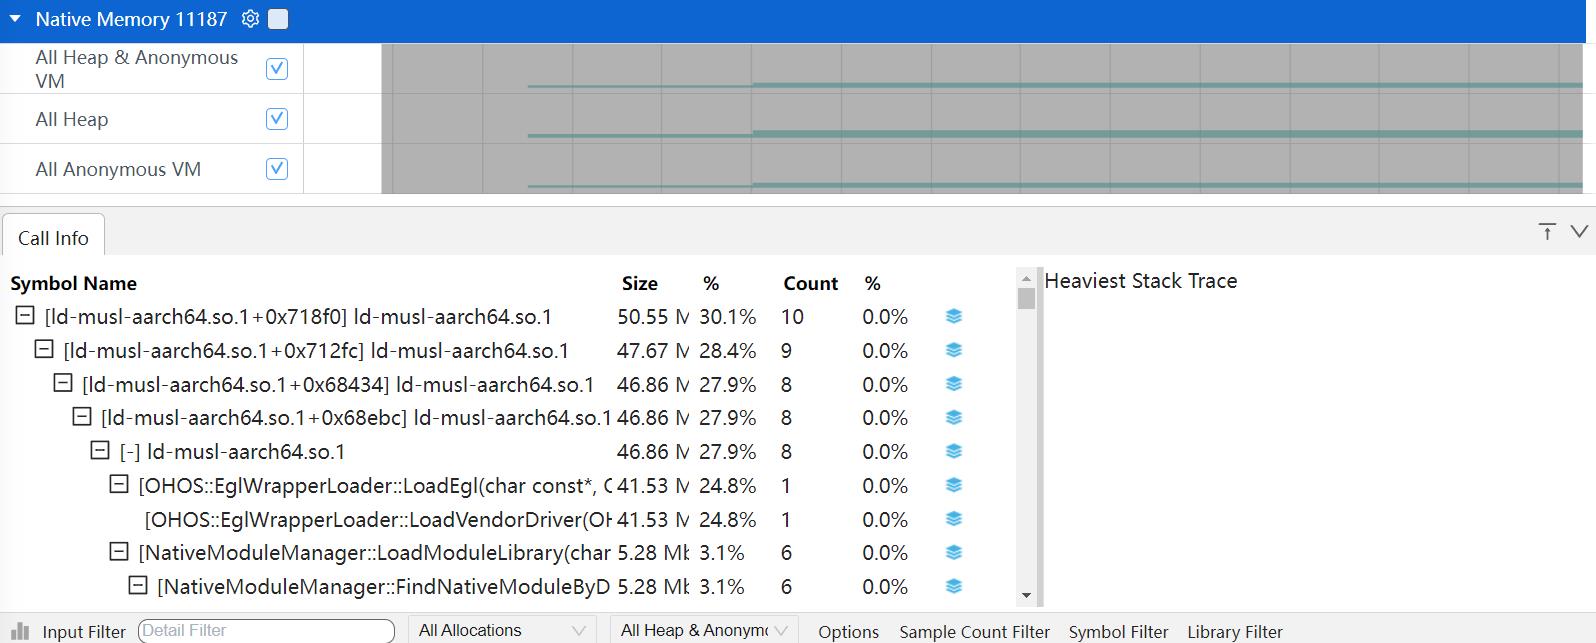 Native Memory 11187
All Heap & Anonymous
VM
All Heap
All Anonymous VM
Call Info
Symbol Name Size % Count %
Heaviest Stack Trace
[ld-musl-aarch64.so.1+0x718f0] ld-musl-aarch64.so.1 50.55 M 30.1% 10 0.0%
[ld-musl-aarch64.so.1+0x712fc] ld-musl-aarch64.so.1 47.67 M 28.4% 9 0.0%
[ld-musl-aarch64.so.1+0x68434] ld-musl-aarch64.so.1 46.86 M 27.9% 8 0.0%
[ld-musl-aarch64.so.1+0x68ebc] ld-musl-aarch64.so.1 46.86 M 27.9% 8 0.0%
[-] ld-musl-aarch64.so.1 46.86 M 27.9% 8 0.0%
[OHOS::EglWrapperLoader::LoadEgl(char const*, 41.53 M 24.8% 1 0.0%
[OHOS::EglWrapperLoader::LoadVendorDriver(OH 41.53 M 24.8% 1 0.0%
[NativeModuleManager::LoadModuleLibrary(char 5.28 Mb 3.1% 6 0.0%
[NativeModuleManager::FindNativeModuleByD 5.28 Mb 3.1% 6 0.0%
Input Filter Detail Filter All Allocations All Heap & Anonymo Options Sample Count Filter Symbol Filter Library Filter